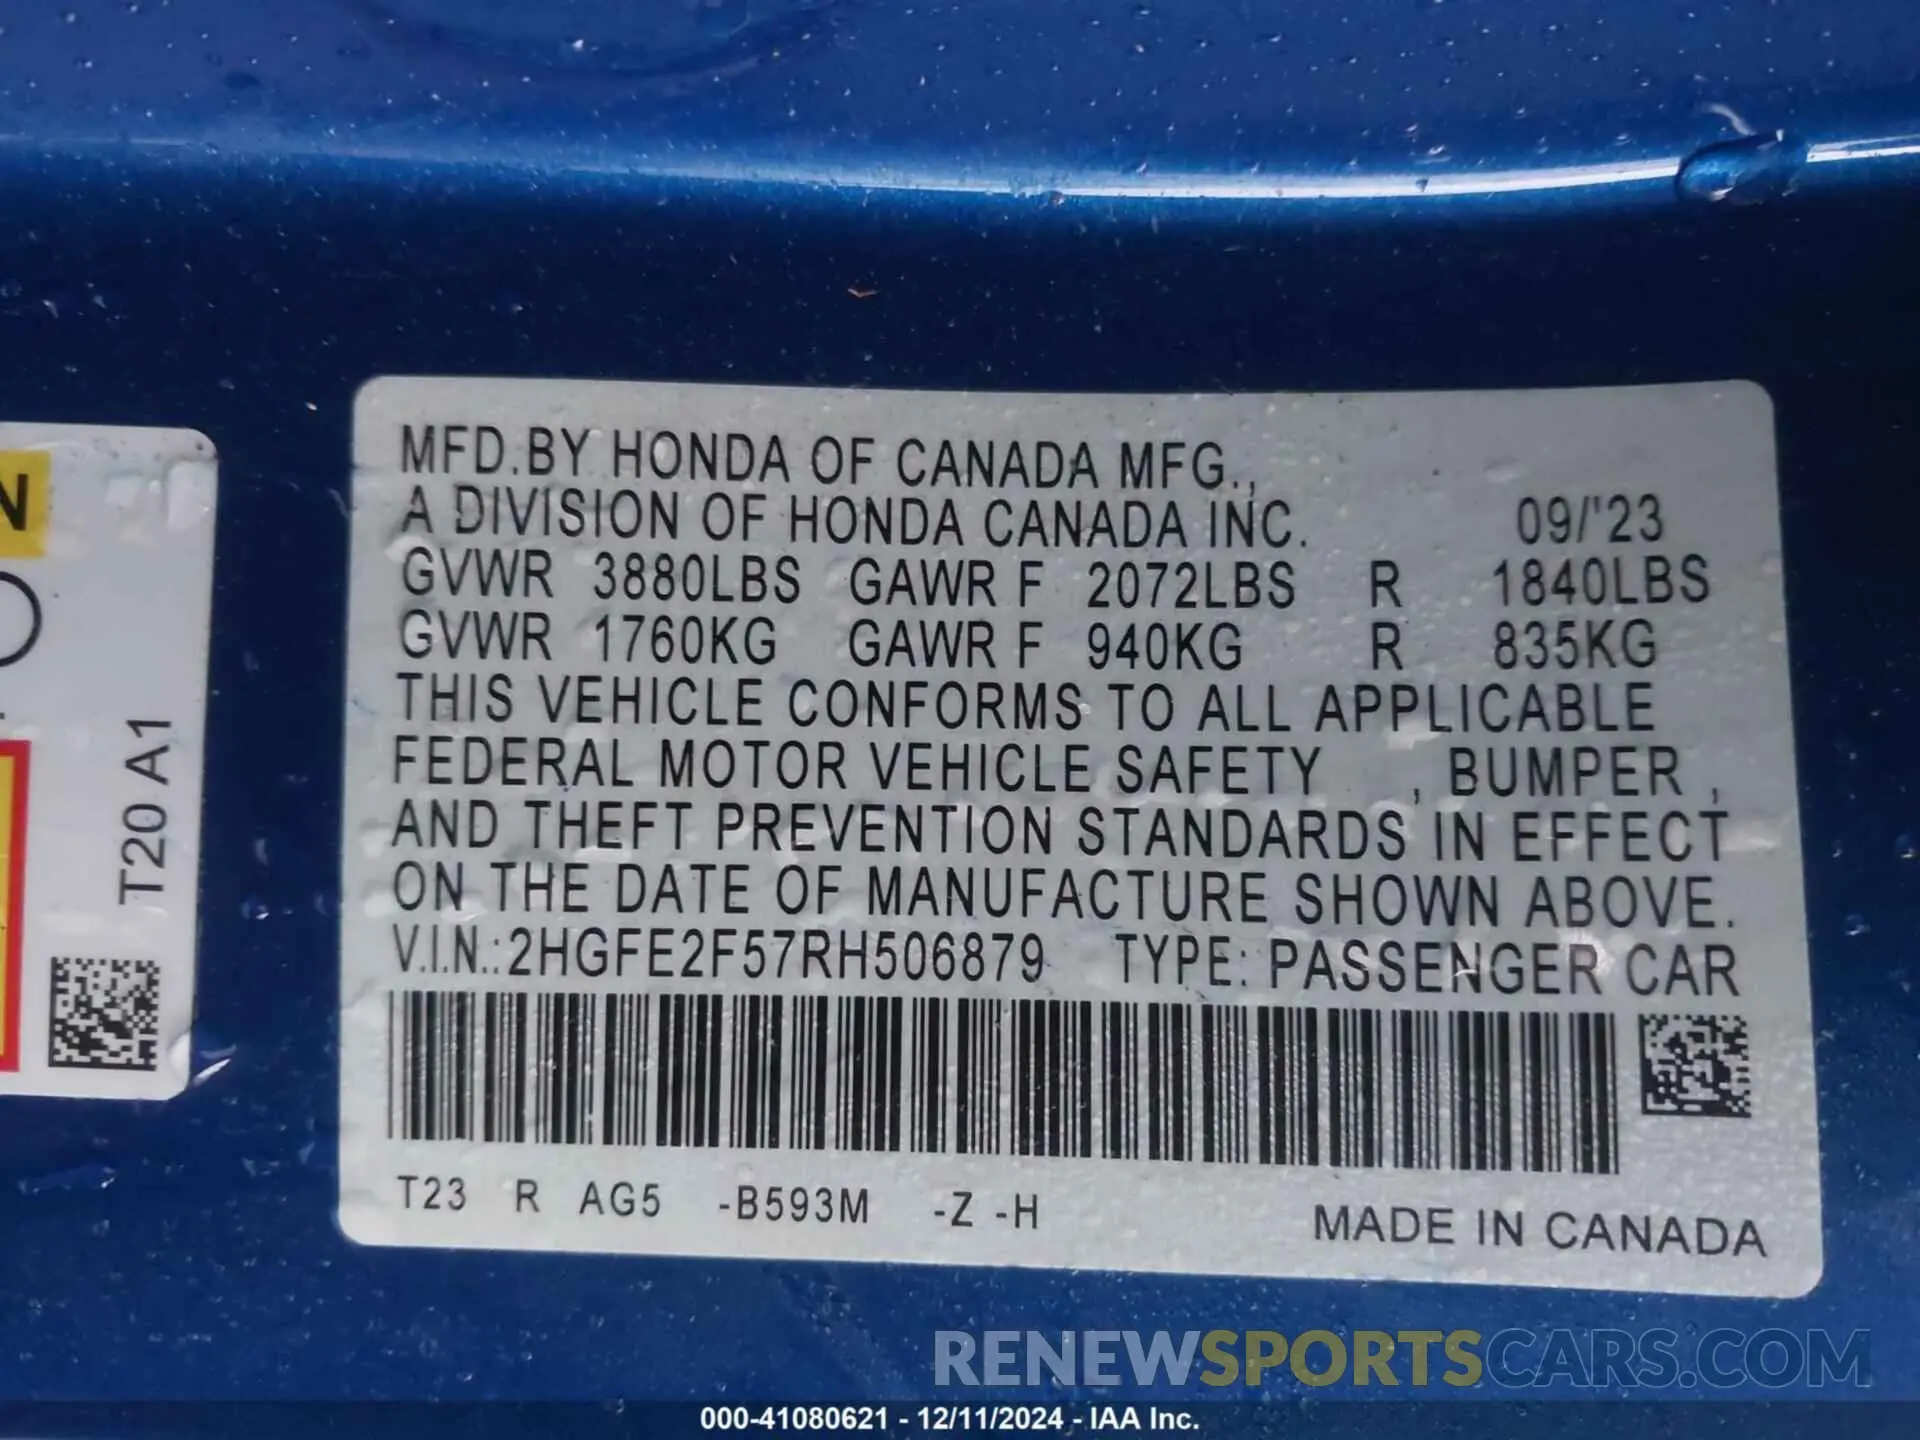 MFD.BY HONDA OF CANADA MFG.,
A DIVISION OF HONDA CANADA INC. 09/'23
GVWR 3880LBS GAWR F 2072LBS R 1840LBS
GVWR 1760KG GAWR F 940KG R 835KG
THIS VEHICLE CONFORMS TO ALL APPLICABLE
FEDERAL MOTOR VEHICLE SAFETY , BUMPER ,
AND THEFT PREVENTION STANDARDS IN EFFECT
ON THE DATE OF MANUFACTURE SHOWN ABOVE.
V.I.N.:2HGFE2F57RH506879 TYPE: PASSENGER CAR
T23 R AG5 -B593M -Z -H
MADE IN CANADA
N
T20 A1
RENEWSPORTSCARS.COM
000-41080621 - 12/11/2024 - IAA Inc.